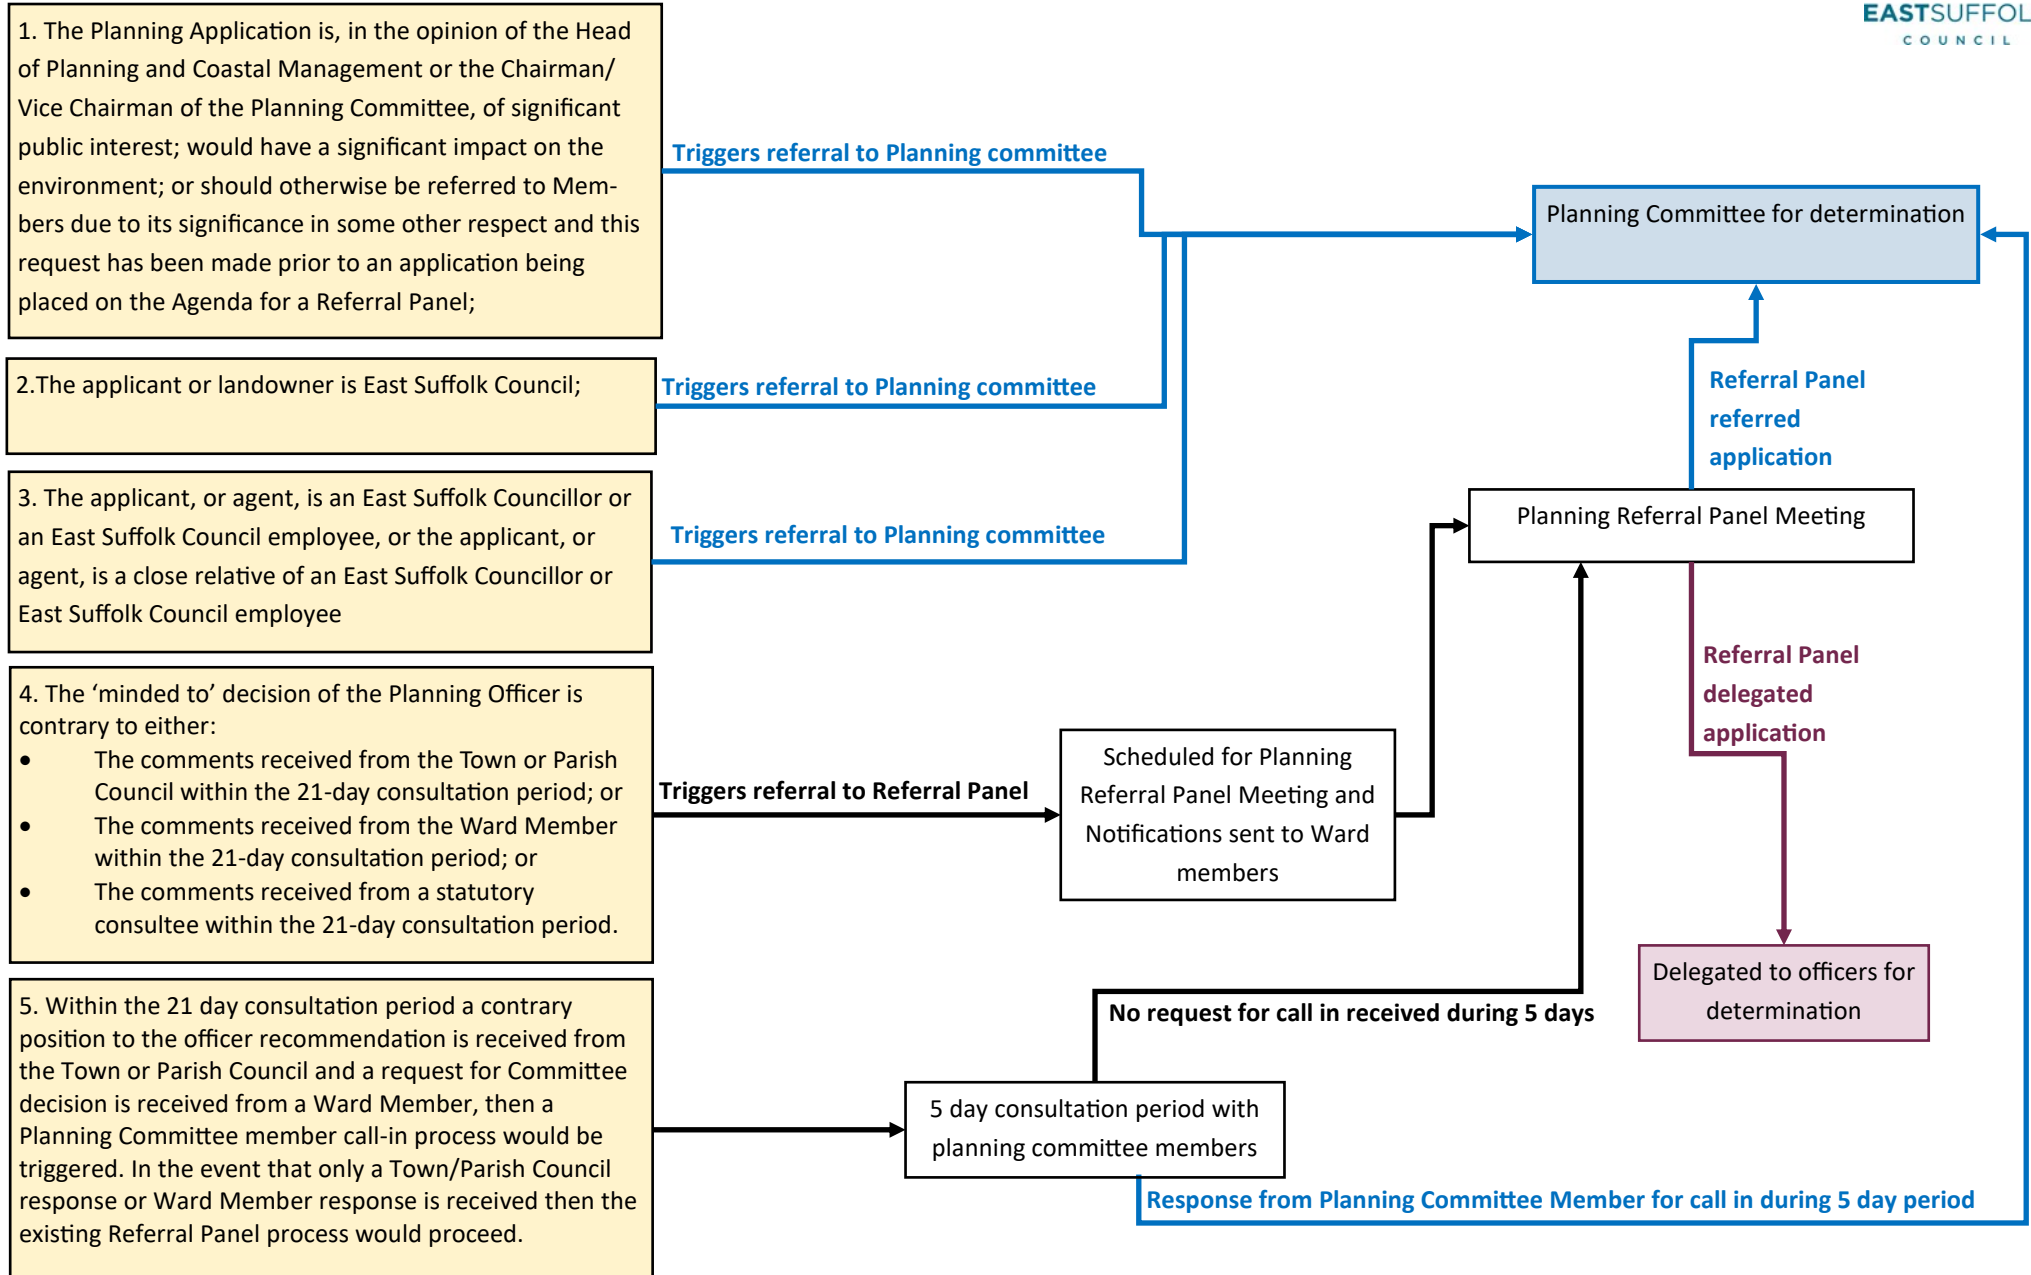 EASTSUFFOL
COUNCIL
1. The Planning Application is, in the opinion of the Head
of Planning and Coastal Management or the Chairman/
Vice Chairman of the Planning Committee, of significant
public interest; would have a significant impact on the
environment; or should otherwise be referred to Mem-
bers due to its significance in some other respect and this
request has been made prior to an application being
placed on the Agenda for a Referral Panel;
Triggers referral to Planning committee
Planning Committee for determination
2.The applicant or landowner is East Suffolk Council;
Triggers referral to Planning committee
Referral Panel
referred
application
3. The applicant, or agent, is an East Suffolk Councillor or
an East Suffolk Council employee, or the applicant, or
agent, is a close relative of an East Suffolk Councillor or
East Suffolk Council employee
Triggers referral to Planning committee
Planning Referral Panel Meeting
Referral Panel
delegated
application
4. The ‘minded to’ decision of the Planning Officer is
contrary to either:
• The comments received from the Town or Parish
Council within the 21-day consultation period; or
• The comments received from the Ward Member
within the 21-day consultation period; or
• The comments received from a statutory
consultee within the 21-day consultation period.
Triggers referral to Referral Panel
Scheduled for Planning
Referral Panel Meeting and
Notifications sent to Ward
members
Delegated to officers for
determination
5. Within the 21 day consultation period a contrary
position to the officer recommendation is received from
the Town or Parish Council and a request for Committee
decision is received from a Ward Member, then a
Planning Committee member call-in process would be
triggered. In the event that only a Town/Parish Council
response or Ward Member response is received then the
existing Referral Panel process would proceed.
No request for call in received during 5 days
5 day consultation period with
planning committee members
Response from Planning Committee Member for call in during 5 day period